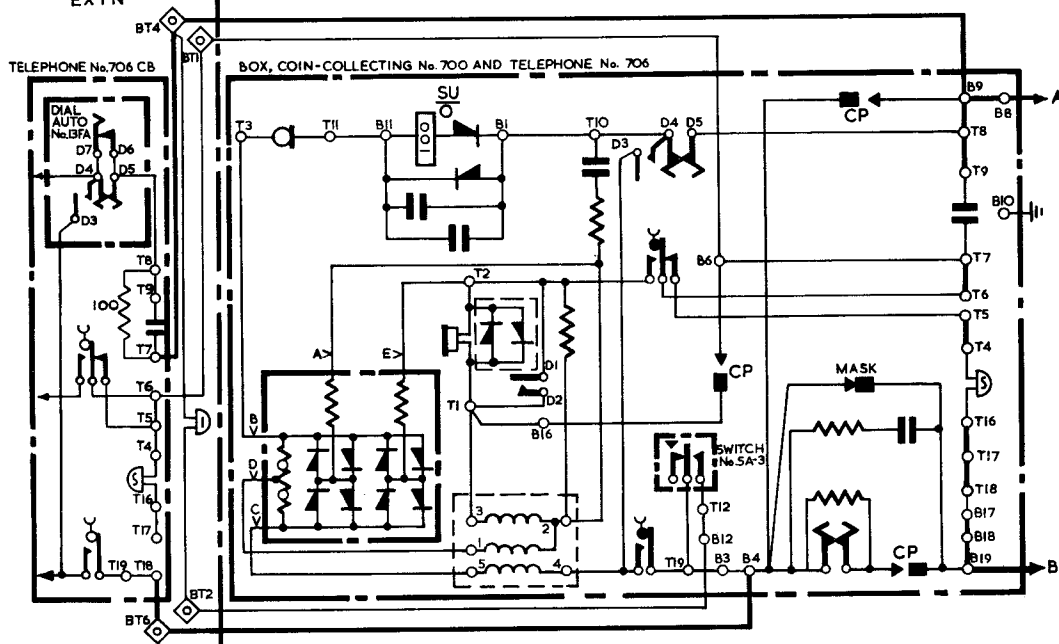 EXTN
BT4
BT1
TELEPHONE No. 706 CB
BOX, COIN-COLLECTING No. 700 AND TELEPHONE No. 706
DIAL
AUTO
No.13FA
D7
D6
D4
D5
D3
T8
T9
100
T7
T6
T5
T4
S
T16
T17
T19
T18
BT6
BT2
I
T3
T11
B11
SU
100
B1
T10
D3
D4
D5
CP
B9
B8
A
T8
T9
B10
B6
T7
T6
T5
T4
S
T2
A>
E>
D1
D2
T1
B16
CP
B
D
C
MASK
T16
T17
T18
B17
B18
B19
B
SWITCH
No.5A-3
T12
B12
3
2
1
5
4
T19
B3
B4
CP